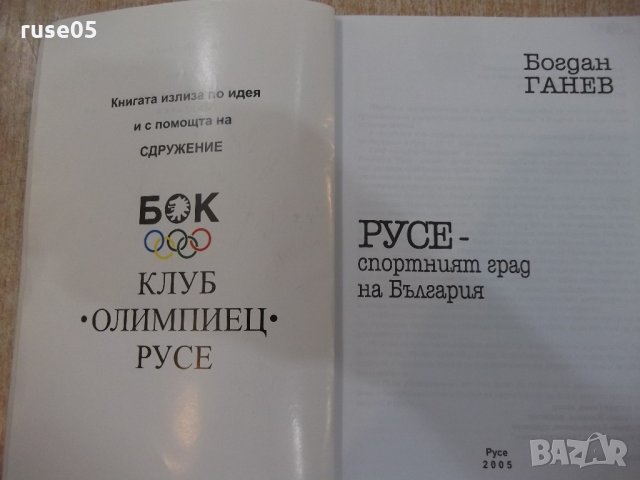 ruse05
Книгата излиза по идея
и с помощта на
СДРУЖЕНИЕ
БОК
КЛУБ
•ОЛИМПИЕЦ•
РУСЕ
Богдан
ГАНЕВ
РУСЕ -
спортният град
на България
Русе
2005
BAZAR